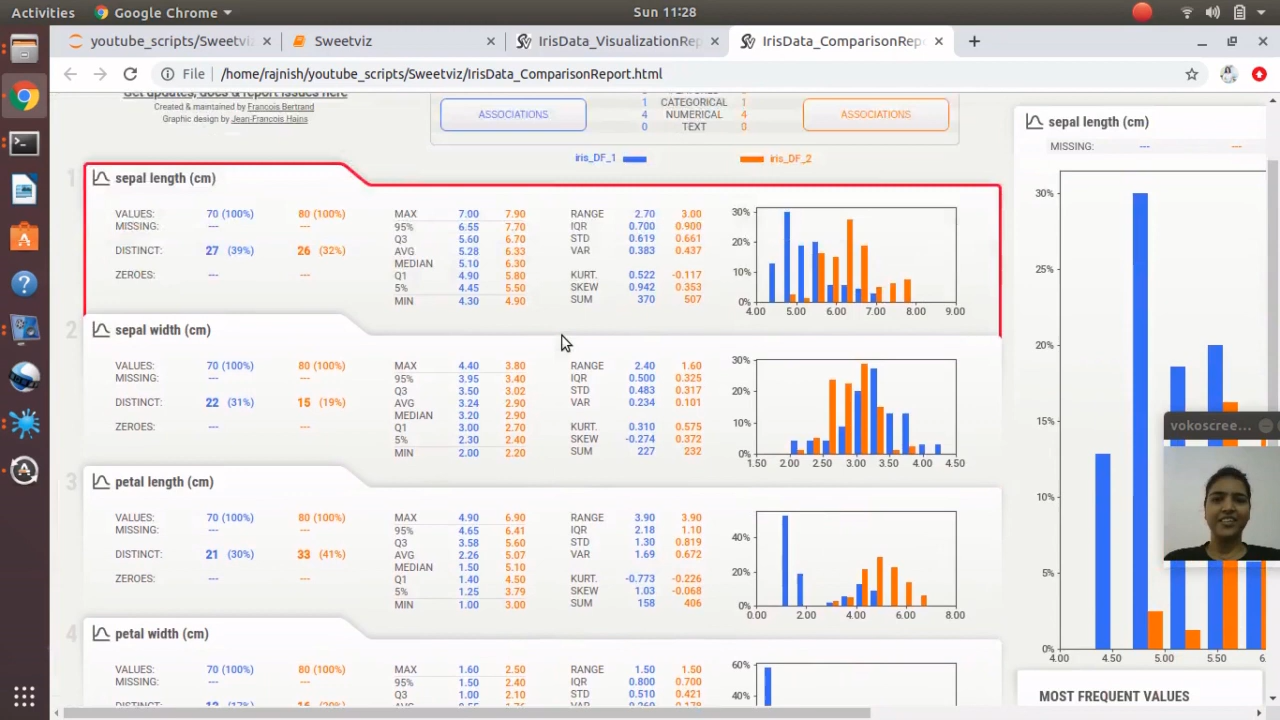 Activities Google Chrome Sun 11:28
youtube_scripts/Sweetviz Sweetviz IrisData_VisualizationRep IrisData_ComparisonRepo
File /home/rajnish/youtube_scripts/Sweetviz/IrisData_ComparisonReport.html
Get updates, docs & report issues here
Created & maintained by Francois Bertrand
Graphic design by Jean-Francois Hains
ASSOCIATIONS
1 CATEGORICAL 1
4 NUMERICAL 4
0 TEXT 0
ASSOCIATIONS
iris_DF_1 iris_DF_2
1 sepal length (cm)
VALUES: 70 (100%) 80 (100%)
MISSING: --- ---
DISTINCT: 27 (39%) 26 (32%)
ZEROES: --- ---
MAX 7.00 7.90
95% 6.55 7.70
Q3 5.60 6.70
AVG 5.28 6.33
MEDIAN 5.10 6.30
Q1 4.90 5.80
5% 4.45 5.50
MIN 4.30 4.90
RANGE 2.70 3.00
IQR 0.700 0.900
STD 0.619 0.661
VAR 0.383 0.437
KURT. 0.522 -0.117
SKEW 0.942 0.353
SUM 370 507
30%
20%
10%
0%
4.00 5.00 6.00 7.00 8.00 9.00
2 sepal width (cm)
VALUES: 70 (100%) 80 (100%)
MISSING: --- ---
DISTINCT: 22 (31%) 15 (19%)
ZEROES: --- ---
MAX 4.40 3.80
95% 3.95 3.40
Q3 3.50 3.02
AVG 3.24 2.90
MEDIAN 3.20 2.90
Q1 3.00 2.70
5% 2.30 2.40
MIN 2.00 2.20
RANGE 2.40 1.60
IQR 0.500 0.325
STD 0.483 0.317
VAR 0.234 0.101
KURT. 0.310 0.575
SKEW -0.274 0.372
SUM 227 232
30%
20%
10%
0%
1.50 2.00 2.50 3.00 3.50 4.00 4.50
3 petal length (cm)
VALUES: 70 (100%) 80 (100%)
MISSING: --- ---
DISTINCT: 21 (30%) 33 (41%)
ZEROES: --- ---
MAX 4.90 6.90
95% 4.65 6.41
Q3 3.58 5.60
AVG 2.26 5.07
MEDIAN 1.50 5.10
Q1 1.40 4.50
5% 1.25 3.79
MIN 1.00 3.00
RANGE 3.90 3.90
IQR 2.18 1.10
STD 1.30 0.819
VAR 1.69 0.672
KURT. -0.773 -0.226
SKEW 1.03 -0.068
SUM 158 406
40%
20%
0%
0.00 2.00 4.00 6.00 8.00
4 petal width (cm)
VALUES: 70 (100%) 80 (100%)
MISSING: --- ---
MAX 1.60 2.50
95% 1.50 2.40
Q3 1.00 2.10
RANGE 1.50 1.50
IQR 0.800 0.700
STD 0.510 0.421
60%
40%
sepal length (cm)
MISSING: --- ---
30%
25%
20%
15%
10%
5%
0%
4.00 4.50 5.00 5.50 6.
vokoscree...
MOST FREQUENT VALUES